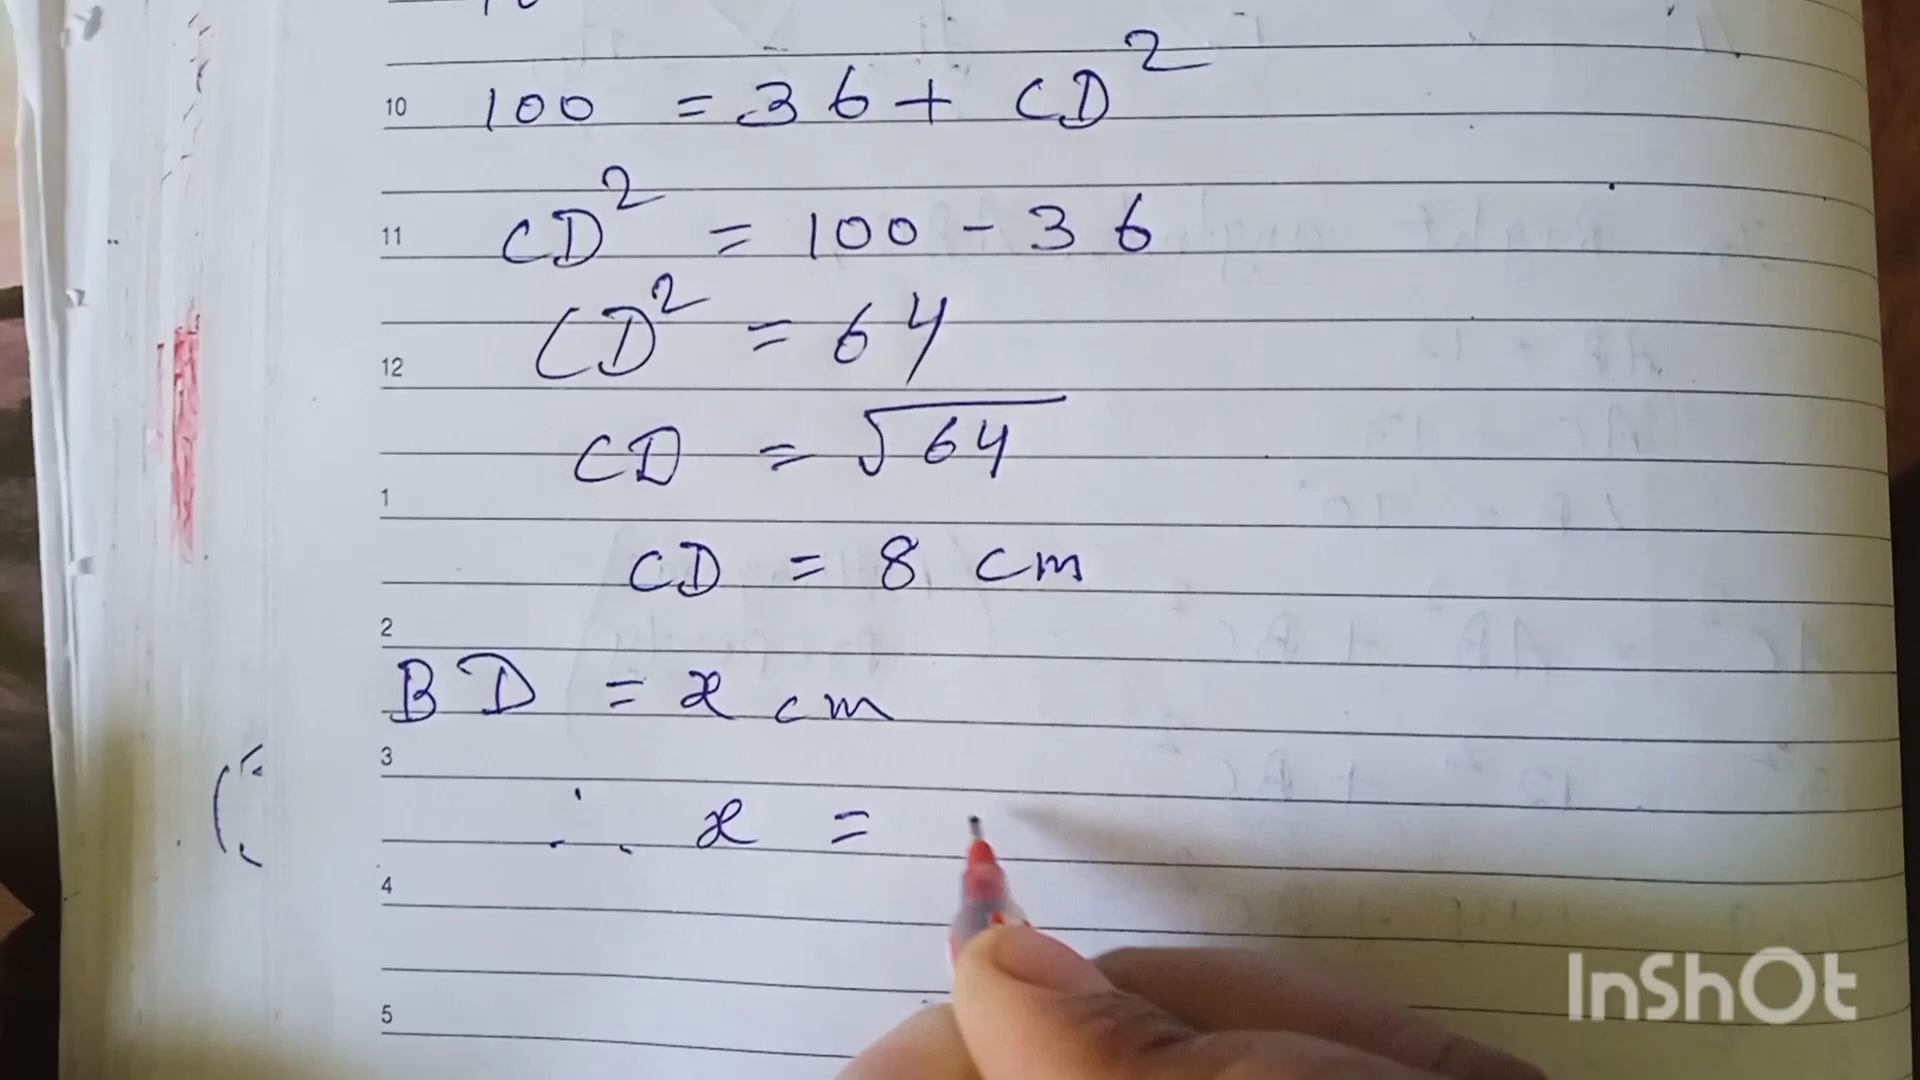 10 100 = 36 + CD²
11 CD² = 100 - 36
CD² = 64
12
CD = √64
1
CD = 8 cm
2
BD = x cm
3
∴ x =
4
5
InShOt